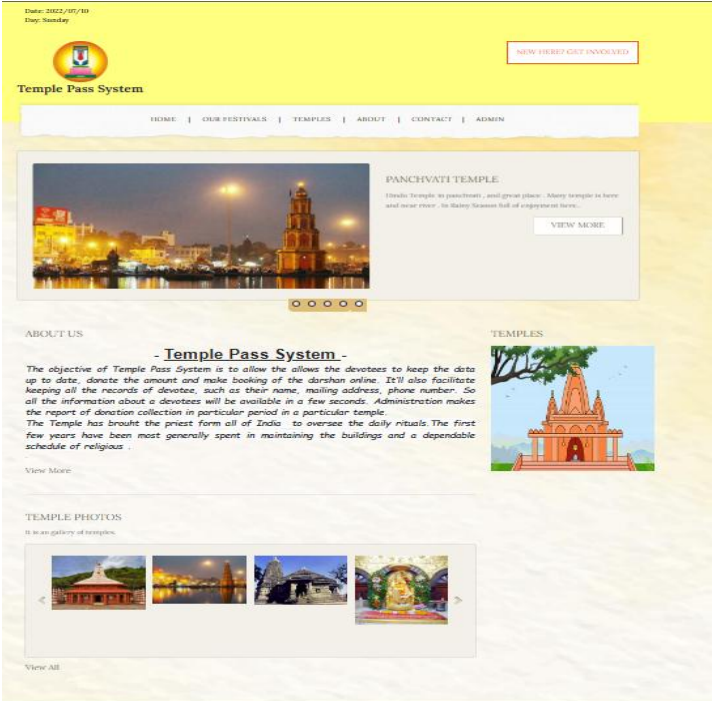 Date: 2022/07/10
Day: Sunday
NEW HERE? GET INVOLVED
Temple Pass System
HOME | OUR FESTIVALS | TEMPLES | ABOUT | CONTACT | ADMIN
PANCHVATI TEMPLE
Hindu Temple in panchvati , and great place . Many temple is here
and near river . In Rainy Season full of enjoyment here..
VIEW MORE
ABOUT US
- Temple Pass System -
The objective of Temple Pass System is to allow the allows the devotees to keep the data
up to date, donate the amount and make booking of the darshan online. It'll also facilitate
keeping all the records of devotee, such as their name, mailing address, phone number. So
all the information about a devotees will be available in a few seconds. Administration makes
the report of donation collection in particular period in a particular temple.
The Temple has brouht the priest form all of India to oversee the daily rituals.The first
few years have been most generally spent in maintaining the buildings and a dependable
schedule of religious .
View More
TEMPLES
TEMPLE PHOTOS
It is an gallery of temples.
View All